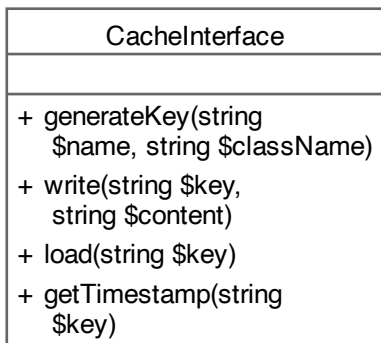 CacheInterface
+ generateKey(string
$name, string $className)
+ write(string $key,
string $content)
+ load(string $key)
+ getTimestamp(string
$key)